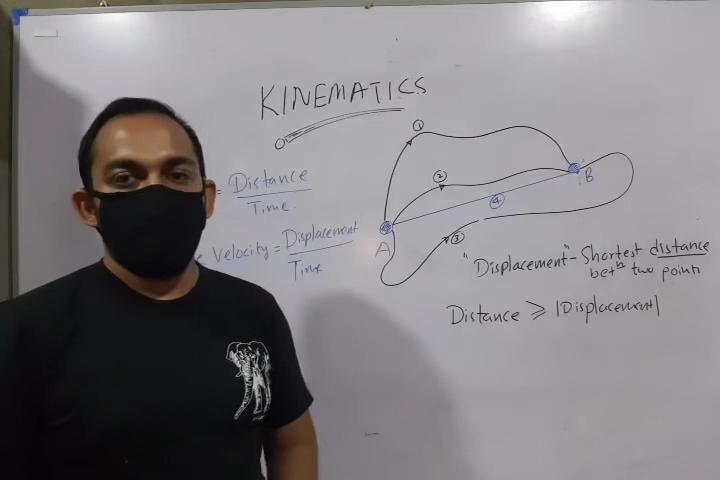 KINEMATICS
= Distance
Time.
Velocity = Displacement
Time
①
②
④
③
A
B
"Displacement" - Shortest distance
betⁿ two points
Distance ⩾ |Displacement|